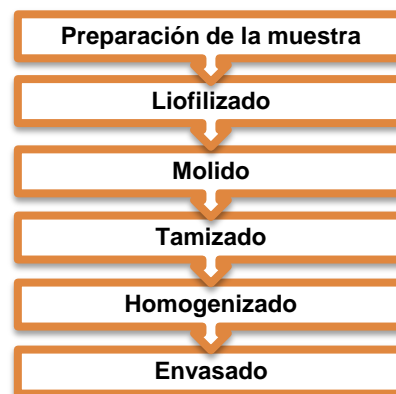 Preparación de la muestra
Liofilizado
Molido
Tamizado
Homogenizado
Envasado